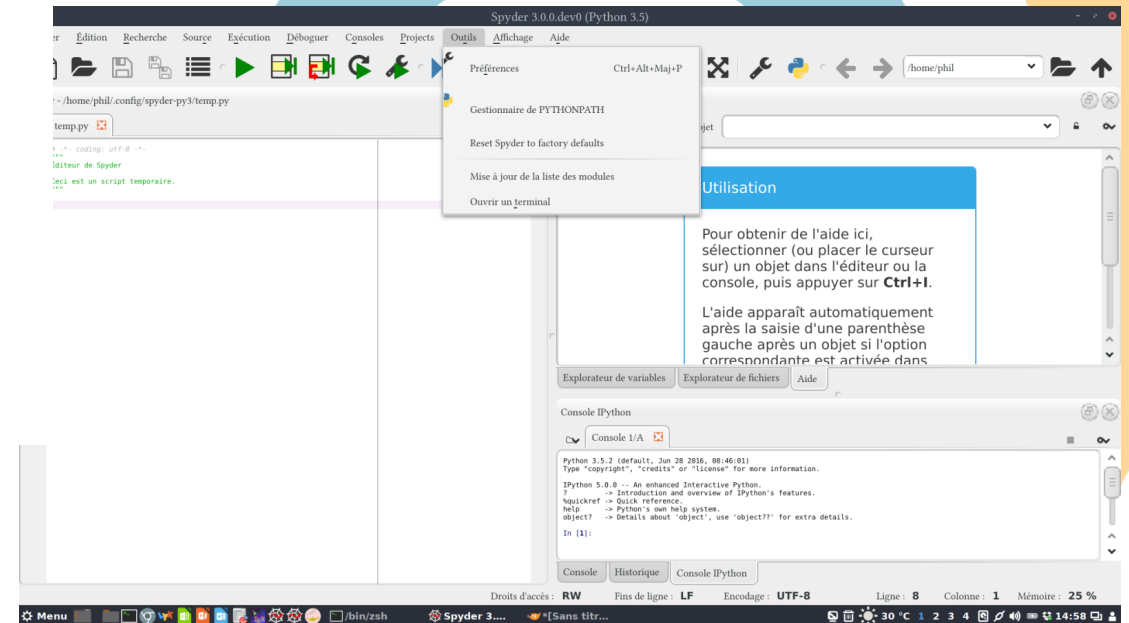 Spyder 3.0.0.dev0 (Python 3.5)
er Édition Recherche Source Exécution Déboguer Consoles Projects Outils Affichage Aide
/home/phil
- /home/phil/.config/spyder-py3/temp.py
temp.py
-*- coding: utf-8 -*-
"""
Éditeur de Spyder
Ceci est un script temporaire.
"""
Préférences Ctrl+Alt+Maj+P
Gestionnaire de PYTHONPATH
Reset Spyder to factory defaults
Mise à jour de la liste des modules
Ouvrir un terminal
jet
Utilisation
Pour obtenir de l'aide ici,
sélectionner (ou placer le curseur
sur) un objet dans l'éditeur ou la
console, puis appuyer sur Ctrl+I.
L'aide apparaît automatiquement
après la saisie d'une parenthèse
gauche après un objet si l'option
correspondante est activée dans
Explorateur de variables Explorateur de fichiers Aide
Console IPython
Console 1/A
Python 3.5.2 (default, Jun 28 2016, 08:46:01)
Type "copyright", "credits" or "license" for more information.
IPython 5.0.0 -- An enhanced Interactive Python.
? -> Introduction and overview of IPython's features.
%quickref -> Quick reference.
help -> Python's own help system.
object? -> Details about 'object', use 'object??' for extra details.
In [1]:
Console Historique Console IPython
Droits d'accès : RW Fins de ligne : LF Encodage : UTF-8 Ligne : 8 Colonne : 1 Mémoire : 25 %
Menu /bin/zsh Spyder 3.... *[Sans titr... 30 °C 1 2 3 4 14:58